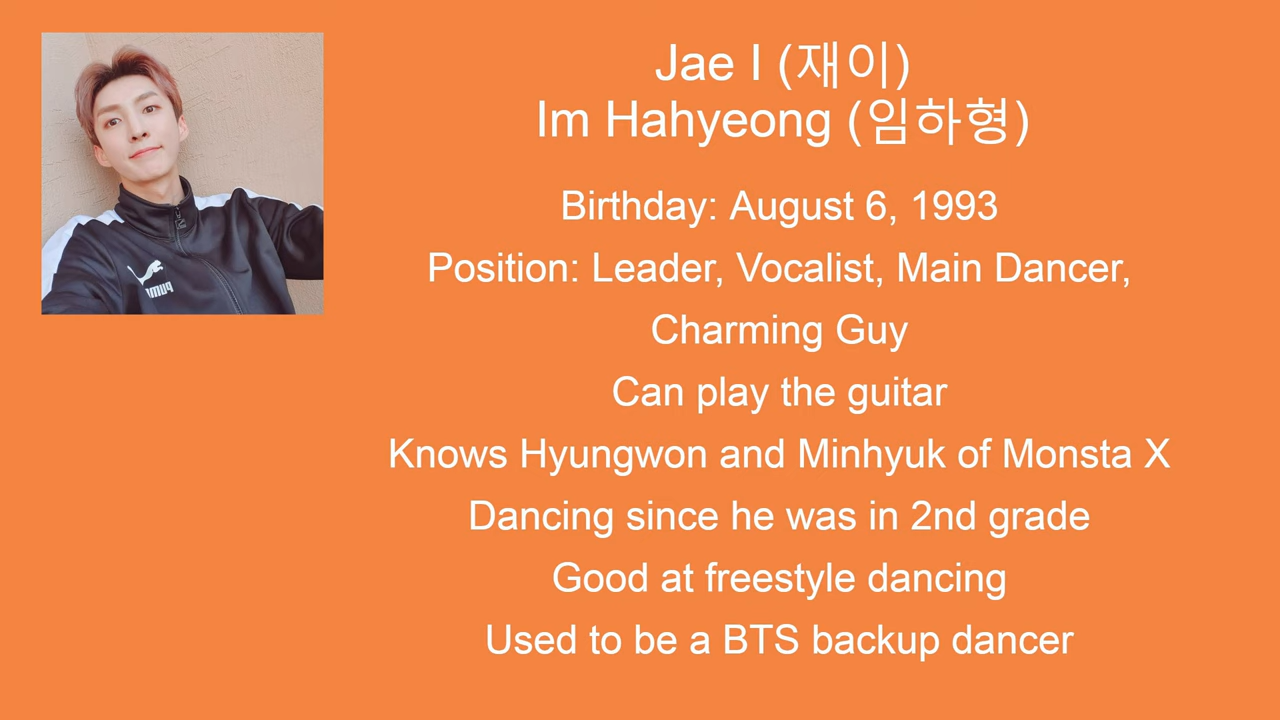 Jae I (재이)
Im Hahyeong (임하형)
Birthday: August 6, 1993
Position: Leader, Vocalist, Main Dancer,
Charming Guy
Can play the guitar
Knows Hyungwon and Minhyuk of Monsta X
Dancing since he was in 2nd grade
Good at freestyle dancing
Used to be a BTS backup dancer
PUMA